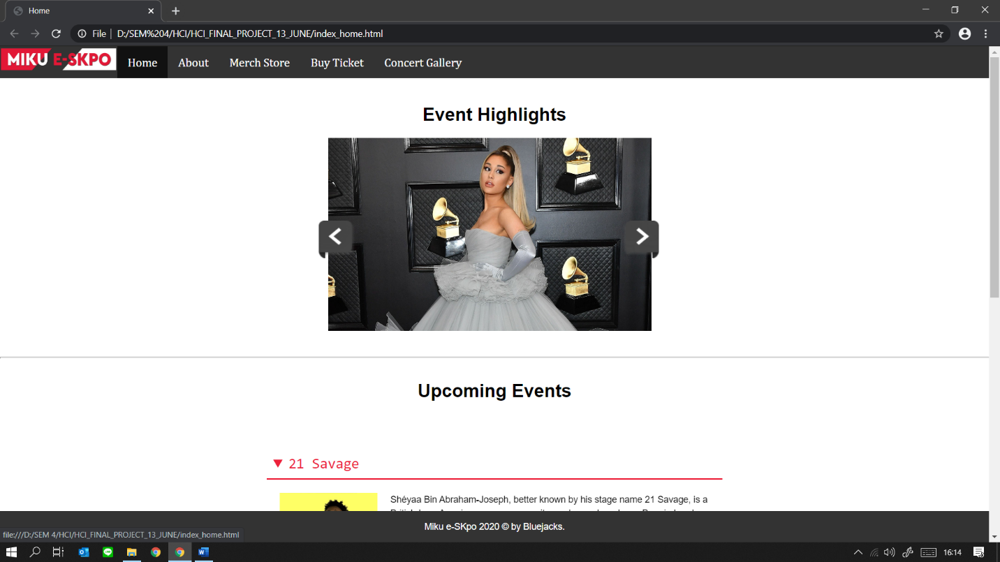 Home
File D:/SEM%204/HCI/HCI_FINAL_PROJECT_13_JUNE/index_home.html
MIKU E-SKPO Home About Merch Store Buy Ticket Concert Gallery
Event Highlights
Upcoming Events
21 Savage
Shéyaa Bin Abraham-Joseph, better known by his stage name 21 Savage, is a
Miku e-SKpo 2020 © by Bluejacks.
file:///D:/SEM 4/HCI/HCI_FINAL_PROJECT_13_JUNE/index_home.html
16:14